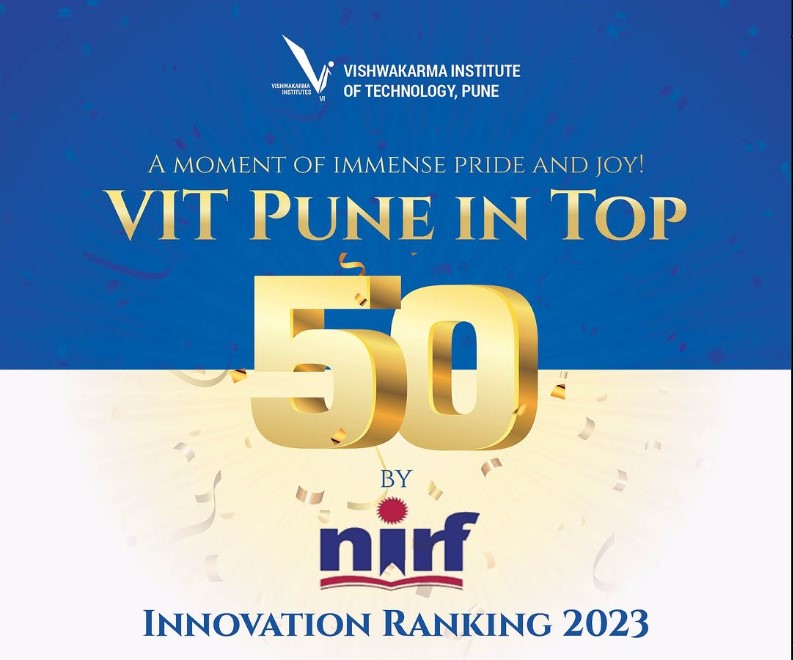 VISHWAKARMA INSTITUTE
OF TECHNOLOGY, PUNE
VISHWAKARMA
INSTITUTES
VI
A MOMENT OF IMMENSE PRIDE AND JOY!
VIT PUNE IN TOP
50
BY
nirf
INNOVATION RANKING 2023